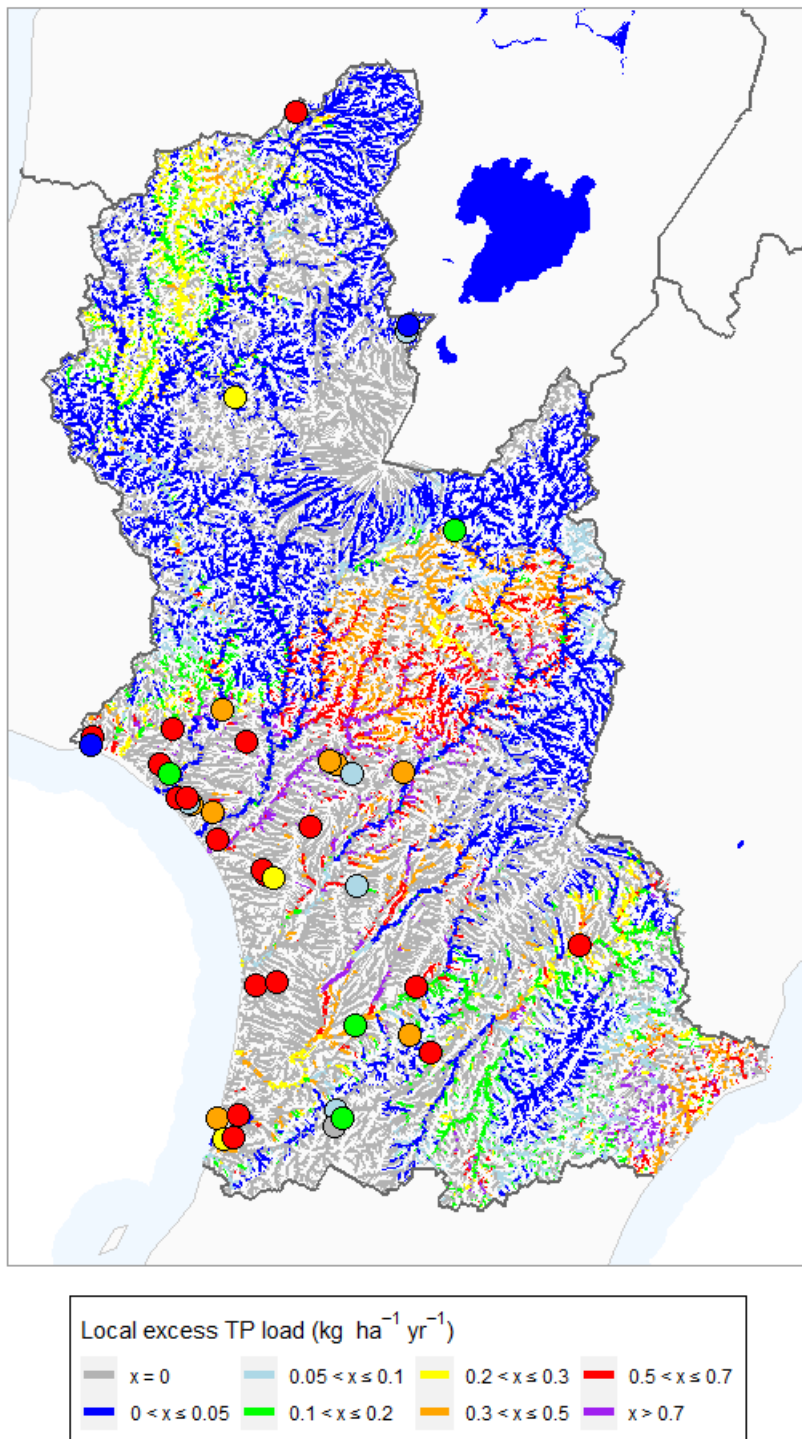 Local excess TP load (kg ha⁻¹ yr⁻¹)
x = 0
0.05 < x ≤ 0.1
0.2 < x ≤ 0.3
0.5 < x ≤ 0.7
0 < x ≤ 0.05
0.1 < x ≤ 0.2
0.3 < x ≤ 0.5
x > 0.7